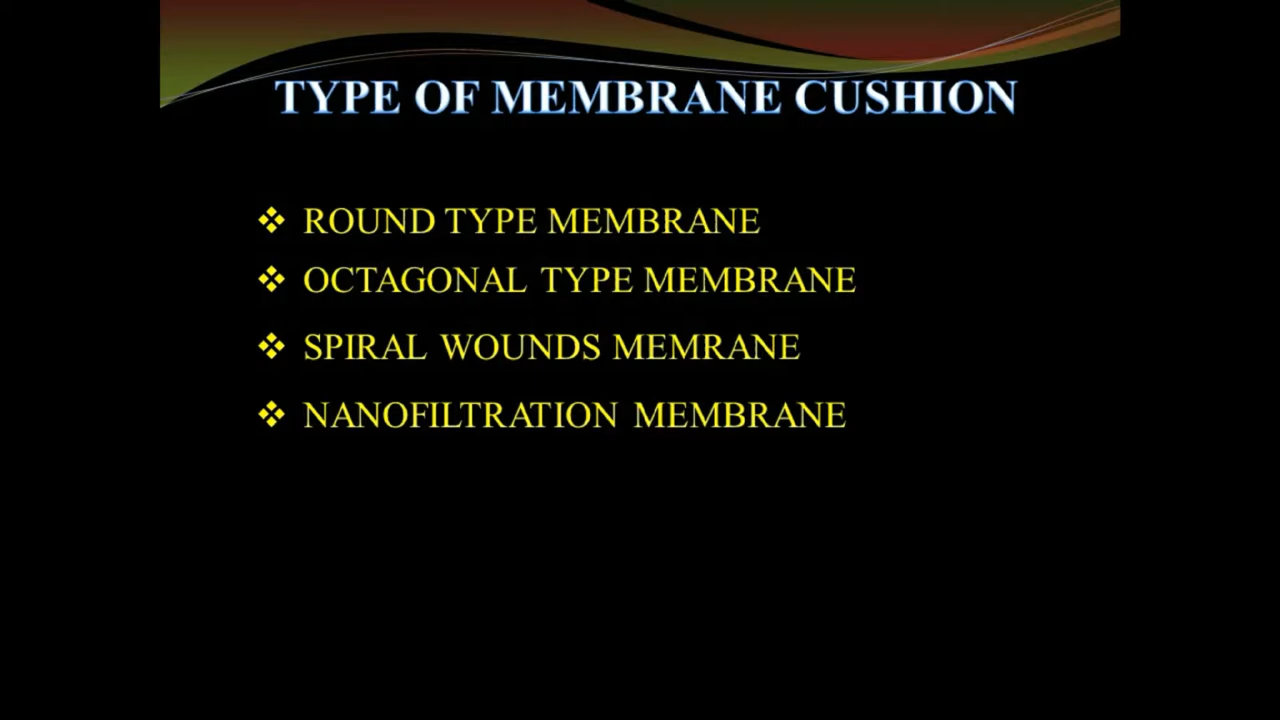 TYPE OF MEMBRANE CUSHION
❖ ROUND TYPE MEMBRANE
❖ OCTAGONAL TYPE MEMBRANE
❖ SPIRAL WOUNDS MEMRANE
❖ NANOFILTRATION MEMBRANE